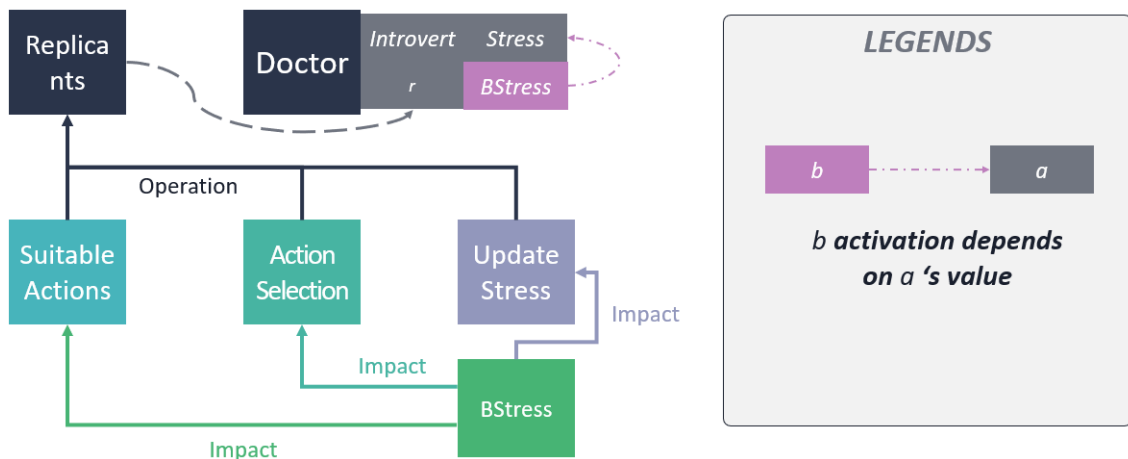 Replica
nts
Doctor
Introvert
Stress
r
BStress
Operation
Suitable
Actions
Action
Selection
Update
Stress
Impact
Impact
BStress
Impact
LEGENDS
b
a
b activation depends
on a ‘s value